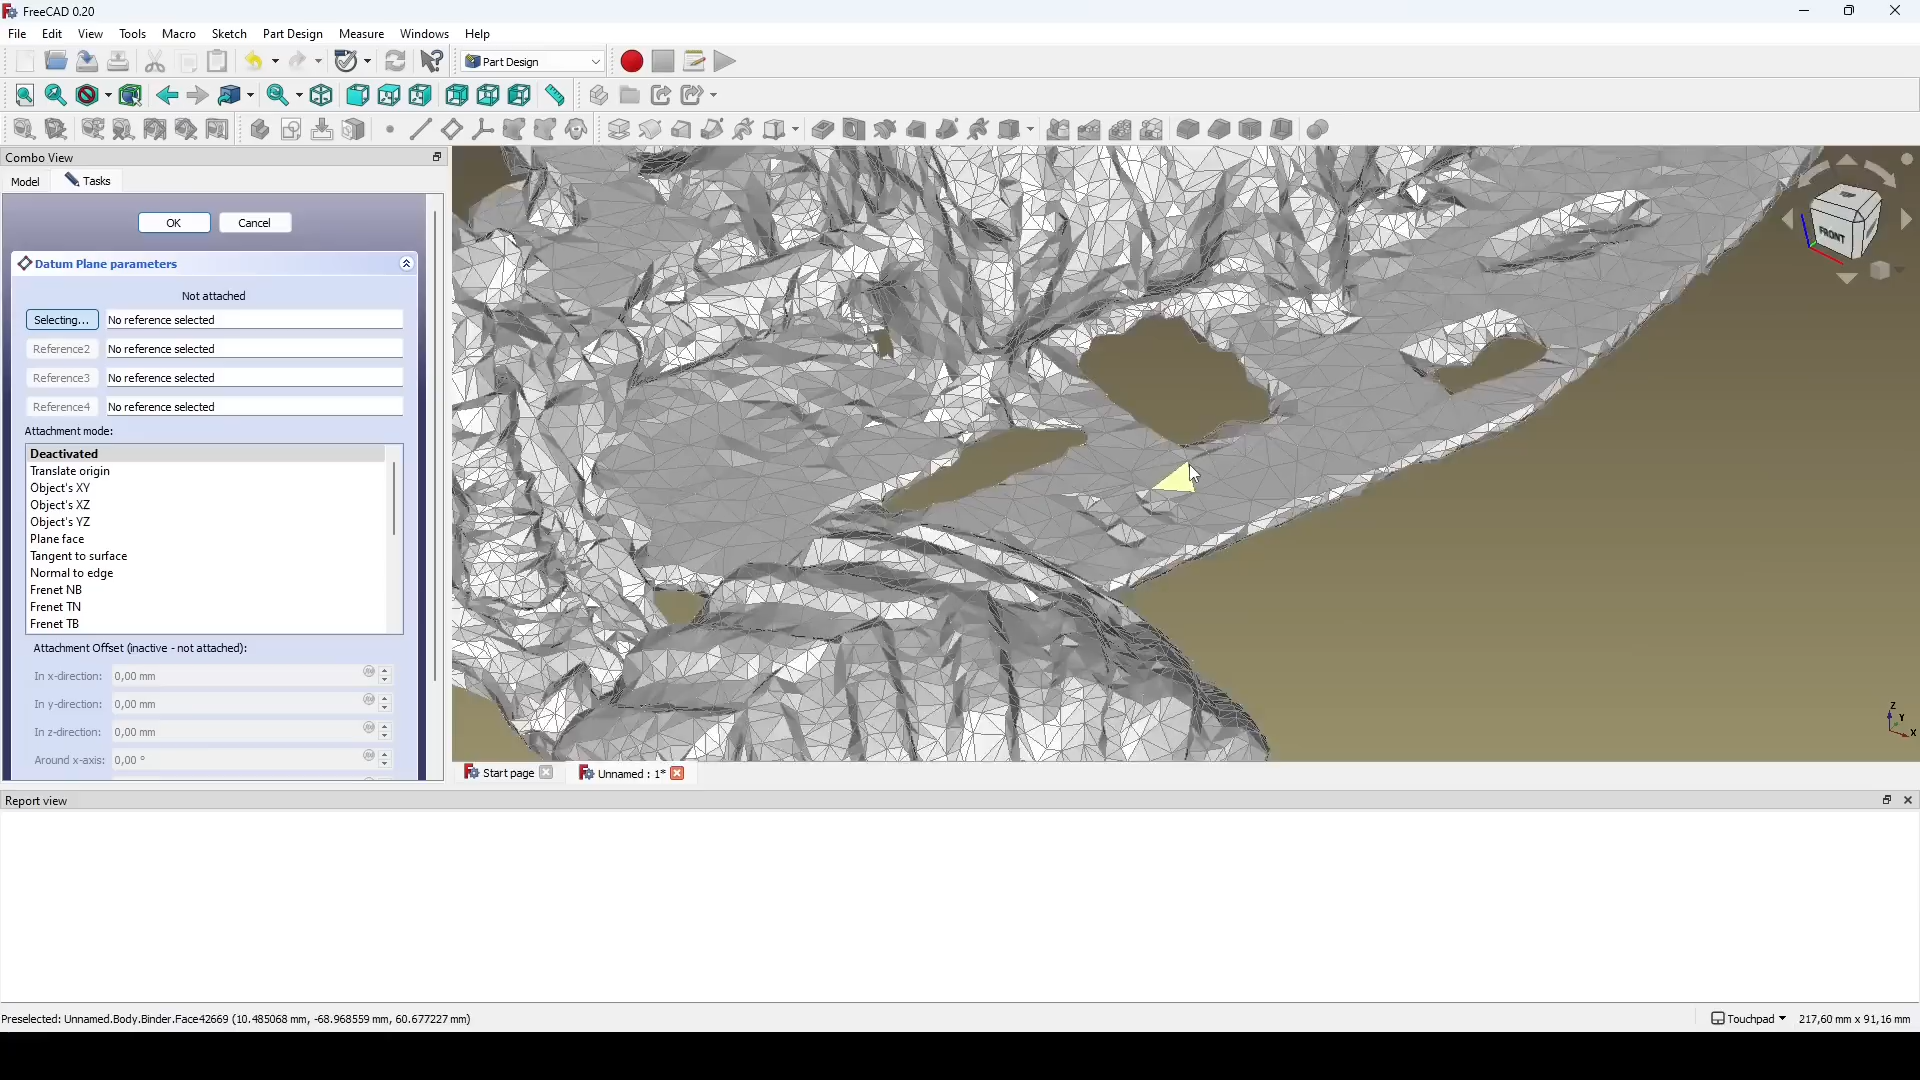 FreeCAD 0.20
File Edit View Tools Macro Sketch Part Design Measure Windows Help
Part Design
Combo View
Model Tasks
OK Cancel
Datum Plane parameters
Not attached
Selecting... No reference selected
Reference2 No reference selected
Reference3 No reference selected
Reference4 No reference selected
Attachment mode:
Deactivated
Translate origin
Object's XY
Object's XZ
Object's YZ
Plane face
Tangent to surface
Normal to edge
Frenet NB
Frenet TN
Frenet TB
Attachment Offset (inactive - not attached):
In x-direction: 0,00 mm
In y-direction: 0,00 mm
In z-direction: 0,00 mm
Around x-axis: 0,00 °
FRONT
Z
Y
X
Start page Unnamed : 1*
Report view
Preselected: Unnamed.Body.Binder.Face42669 (10.485068 mm, -68.968559 mm, 60.677227 mm)
Touchpad 217,60 mm x 91,16 mm